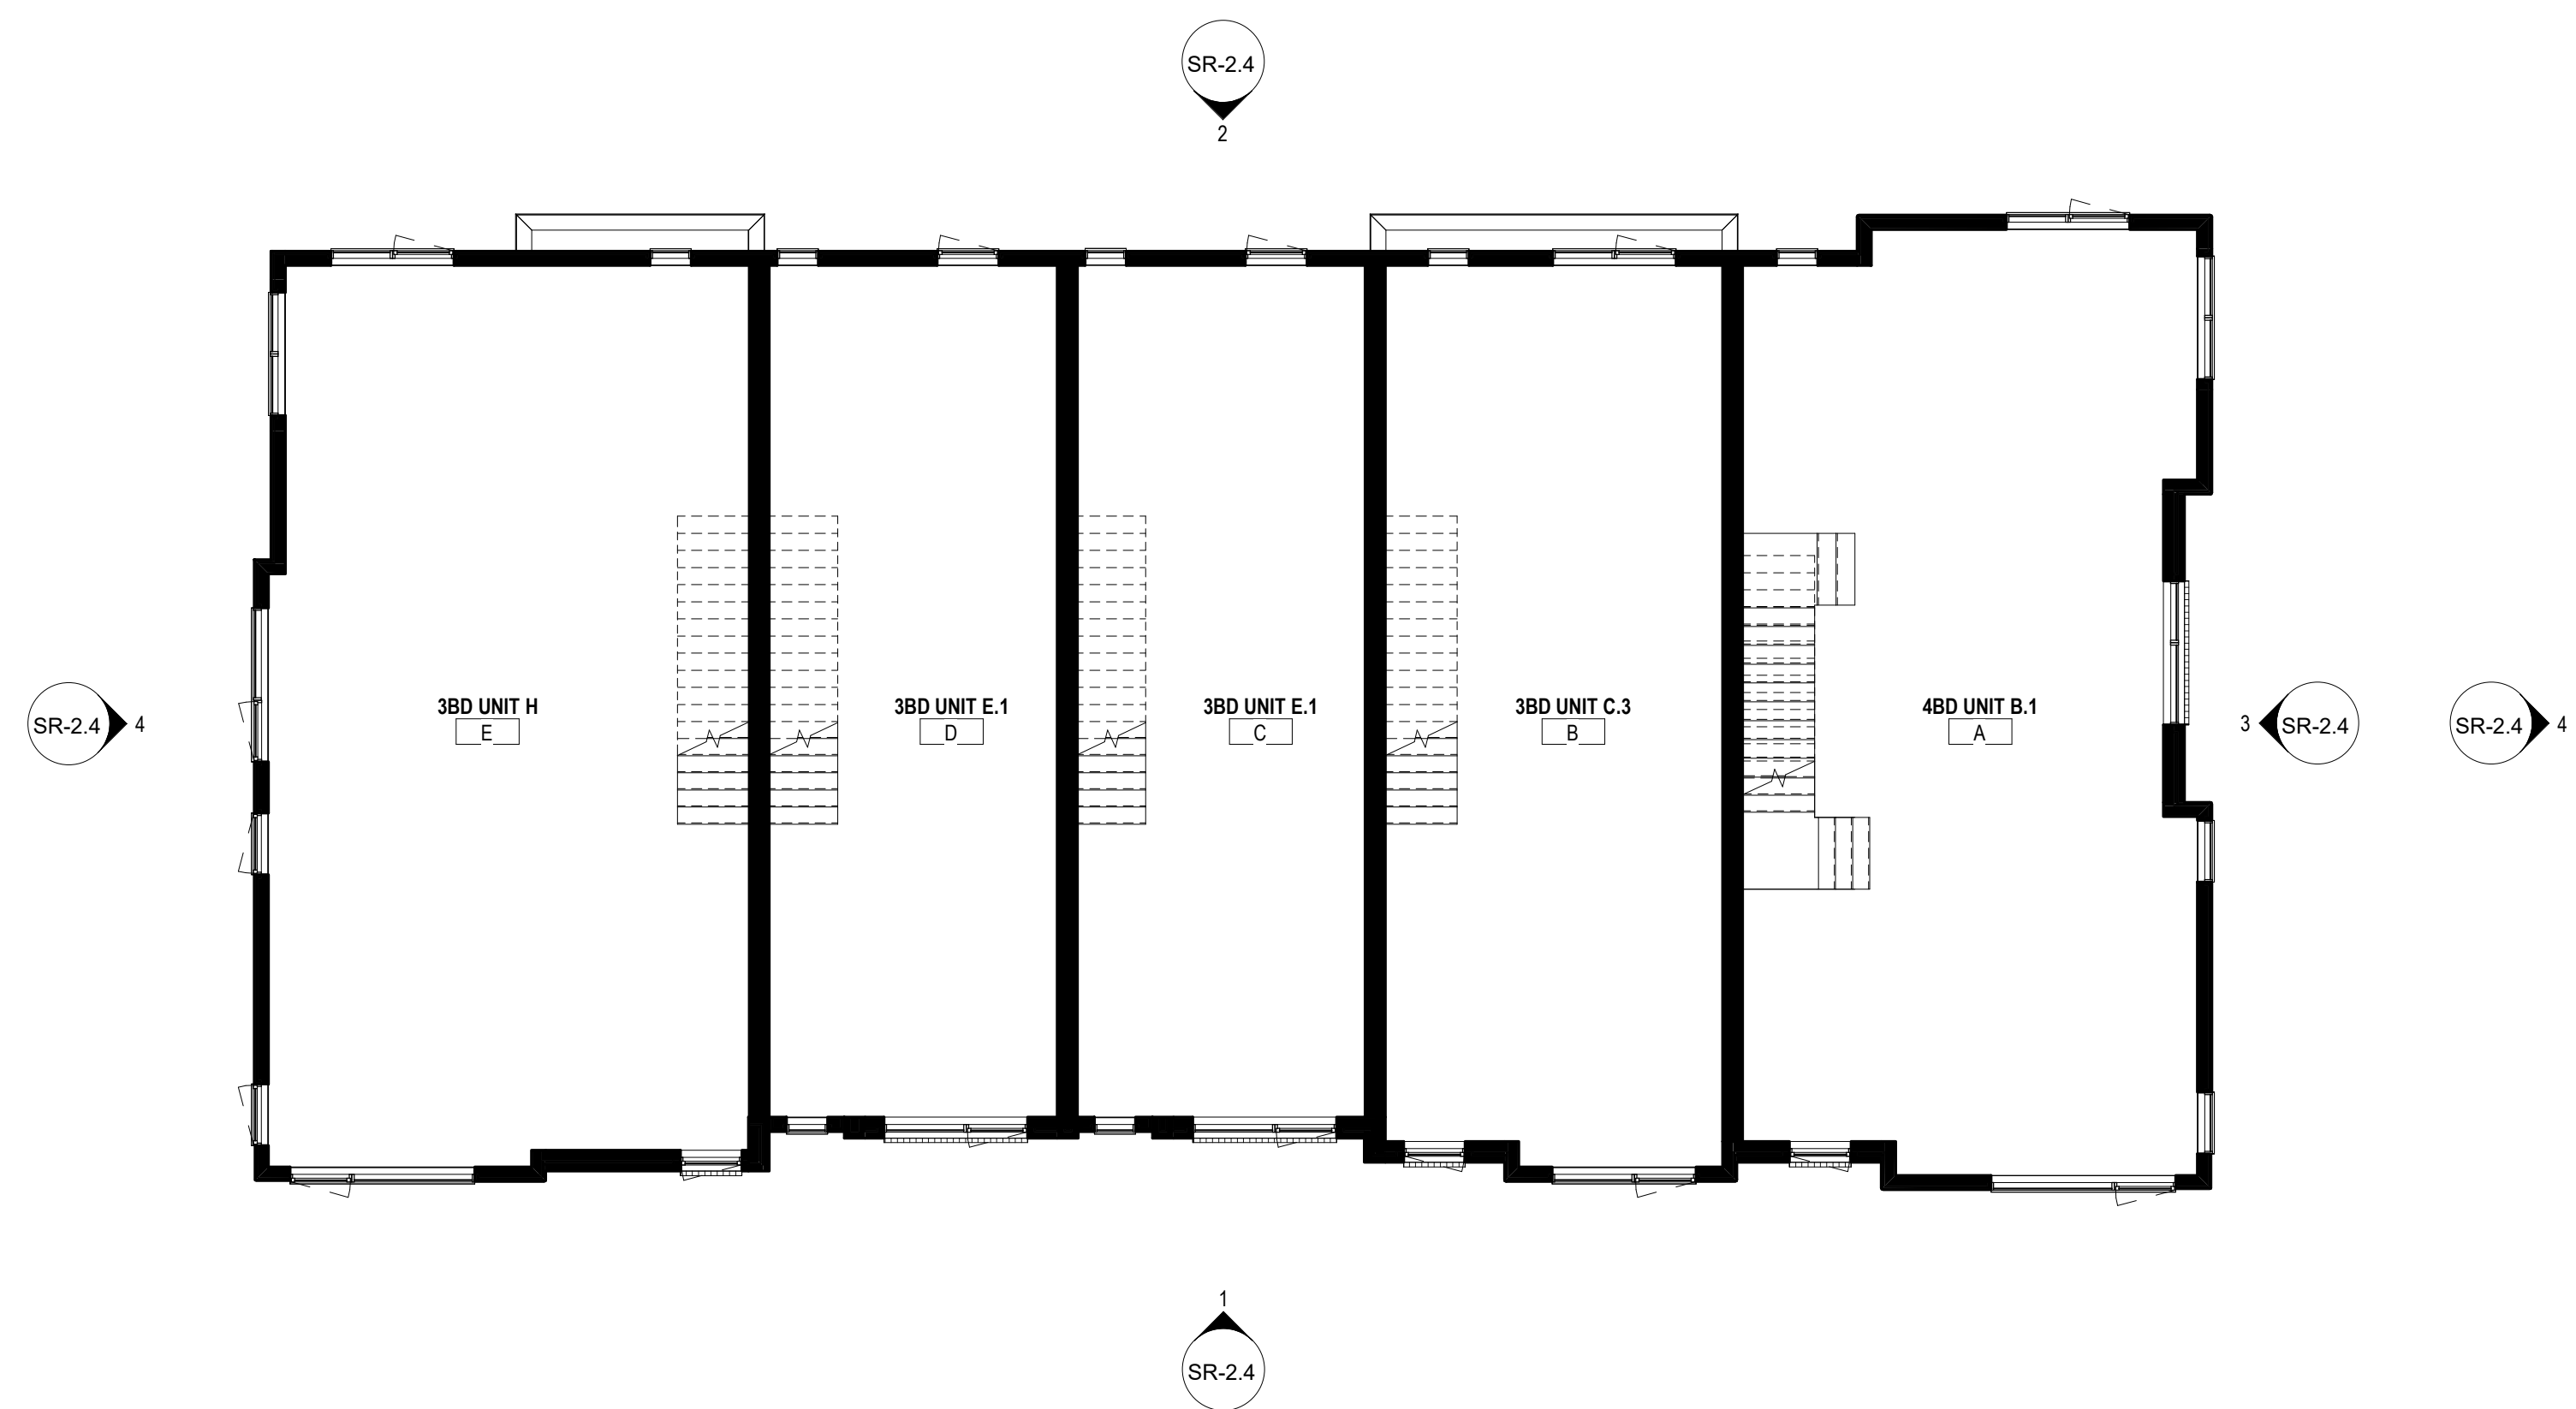 SR-2.4
2
3BD UNIT H
E
3BD UNIT E.1
D
3BD UNIT E.1
C
3BD UNIT C.3
B
4BD UNIT B.1
A
SR-2.4
4
3
SR-2.4
SR-2.4
4
1
SR-2.4